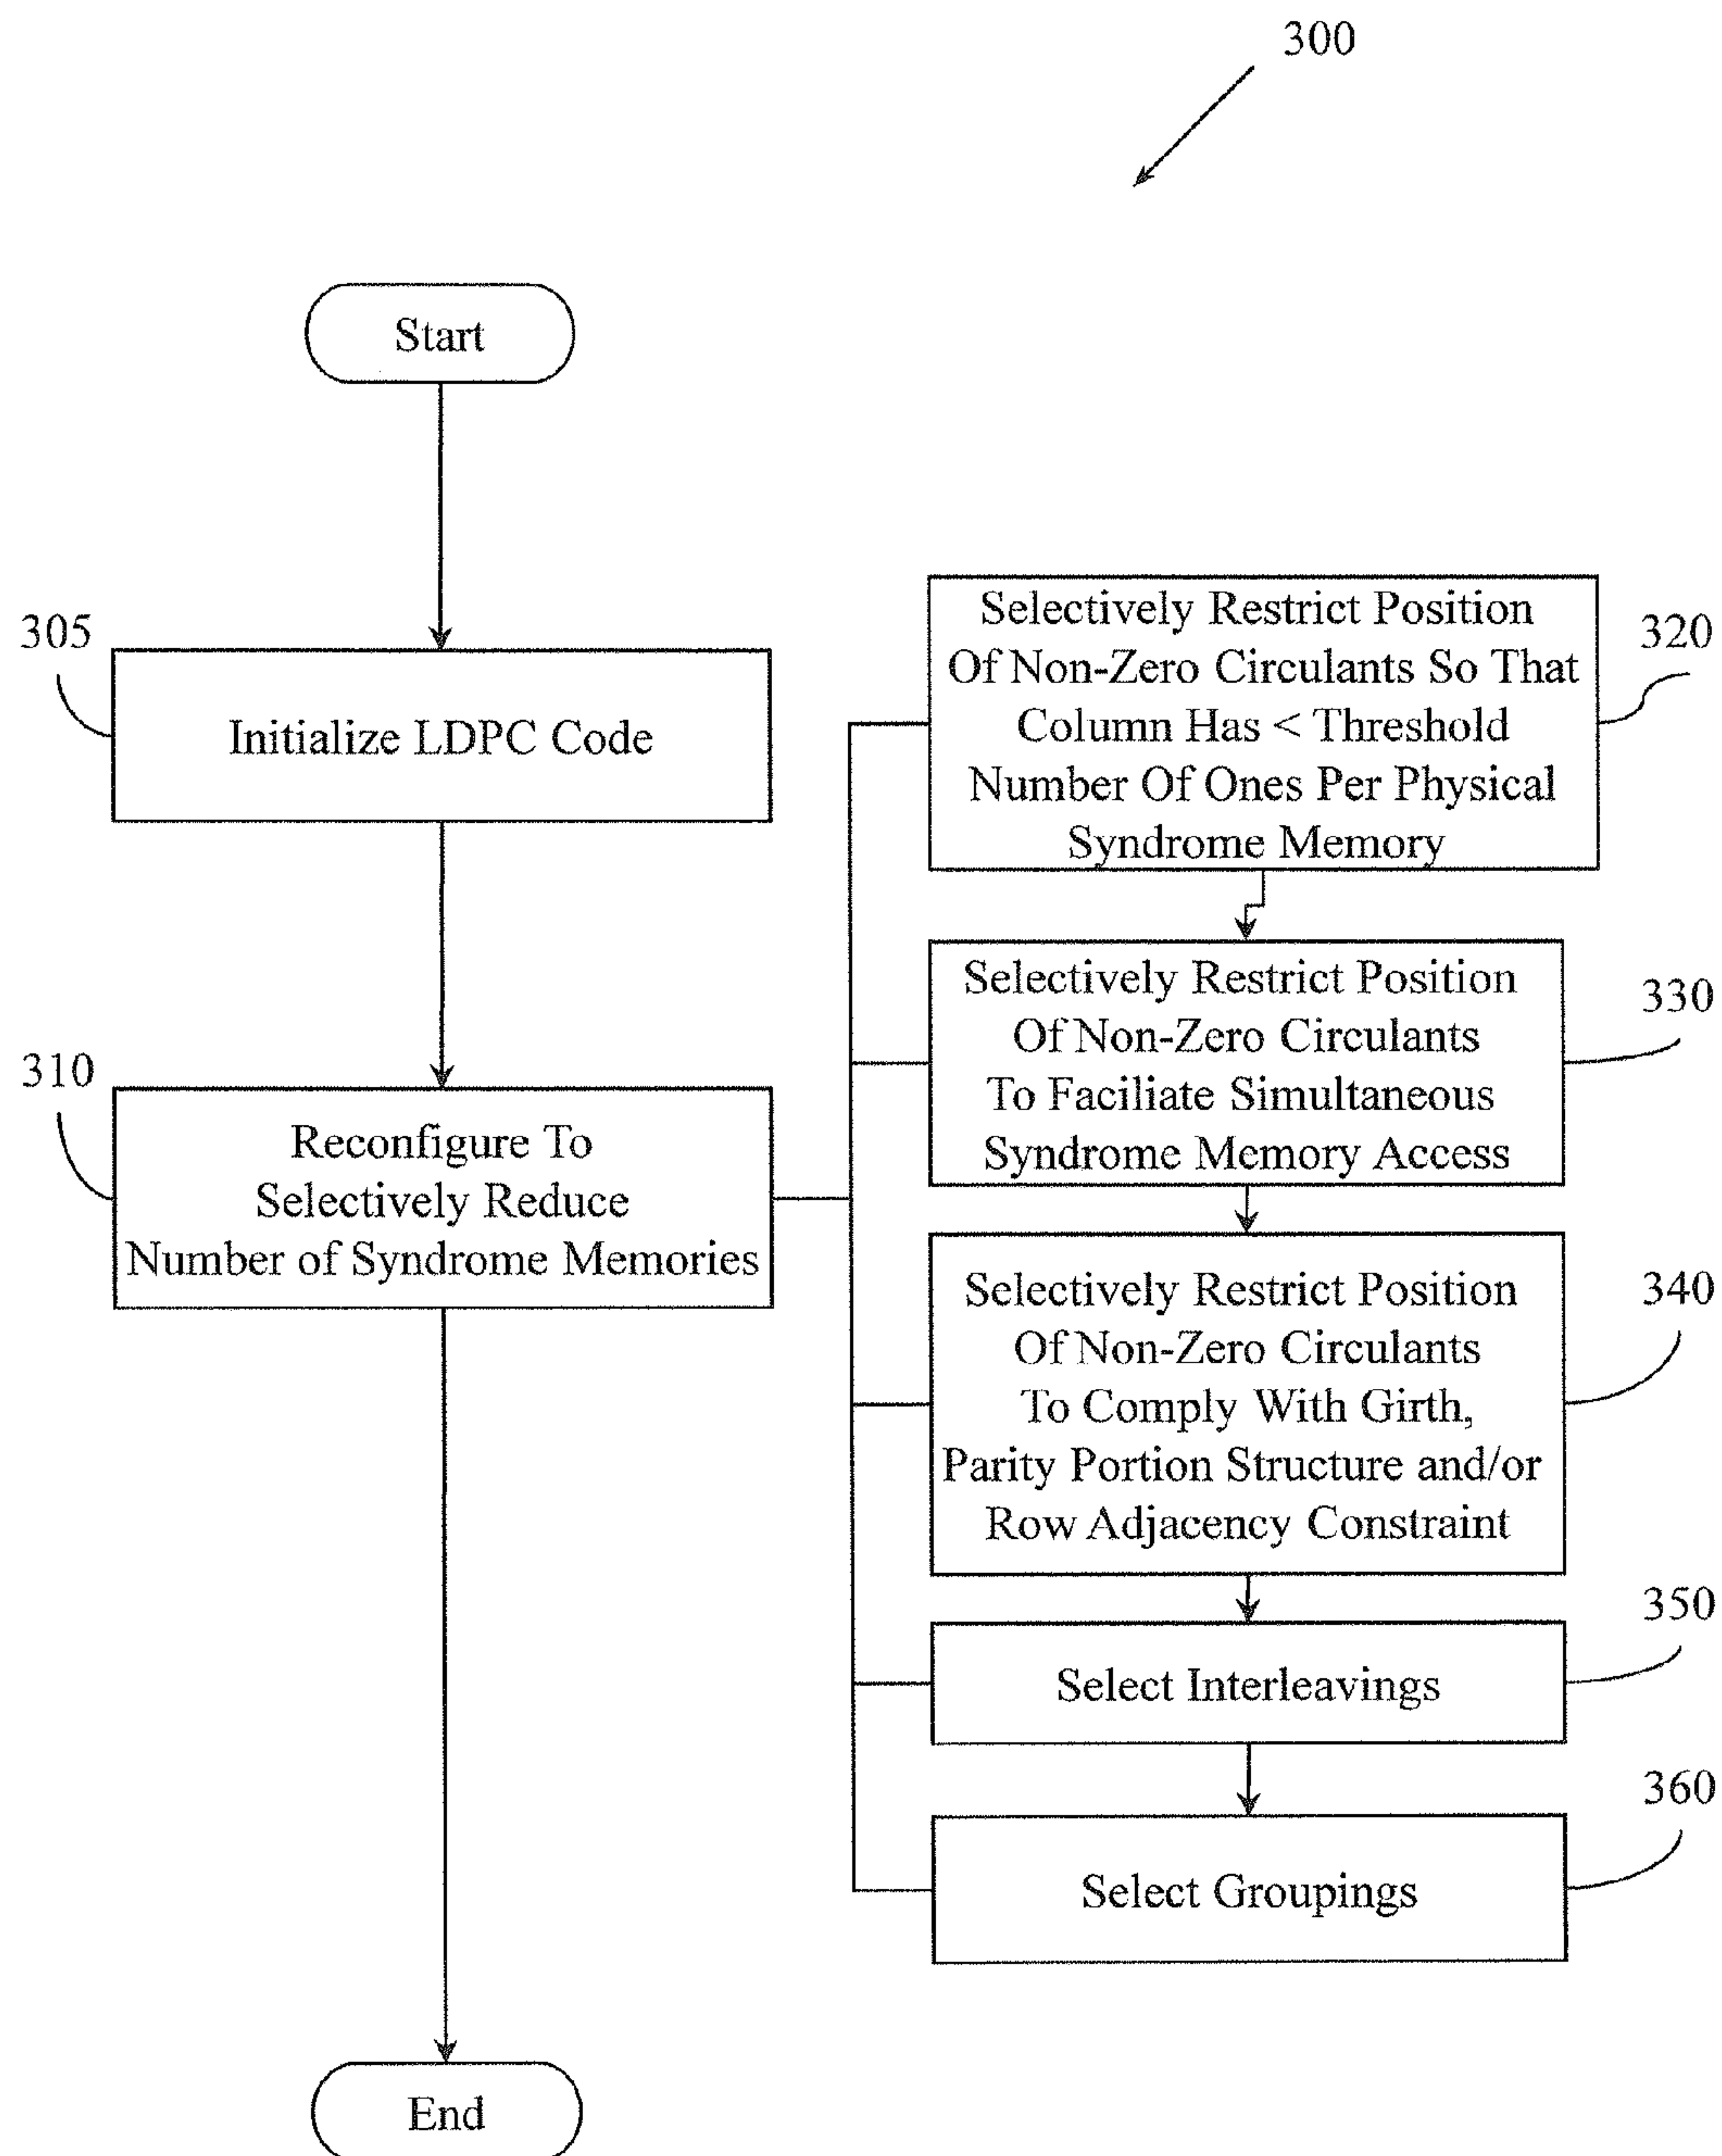 300
Start
305
Initialize LDPC Code
310
Reconfigure To
Selectively Reduce
Number of Syndrome Memories
320
Selectively Restrict Position
Of Non-Zero Circulants So That
Column Has < Threshold
Number Of Ones Per Physical
Syndrome Memory
330
Selectively Restrict Position
Of Non-Zero Circulants
To Faciliate Simultaneous
Syndrome Memory Access
340
Selectively Restrict Position
Of Non-Zero Circulants
To Comply With Girth,
Parity Portion Structure and/or
Row Adjacency Constraint
350
Select Interleavings
360
Select Groupings
End